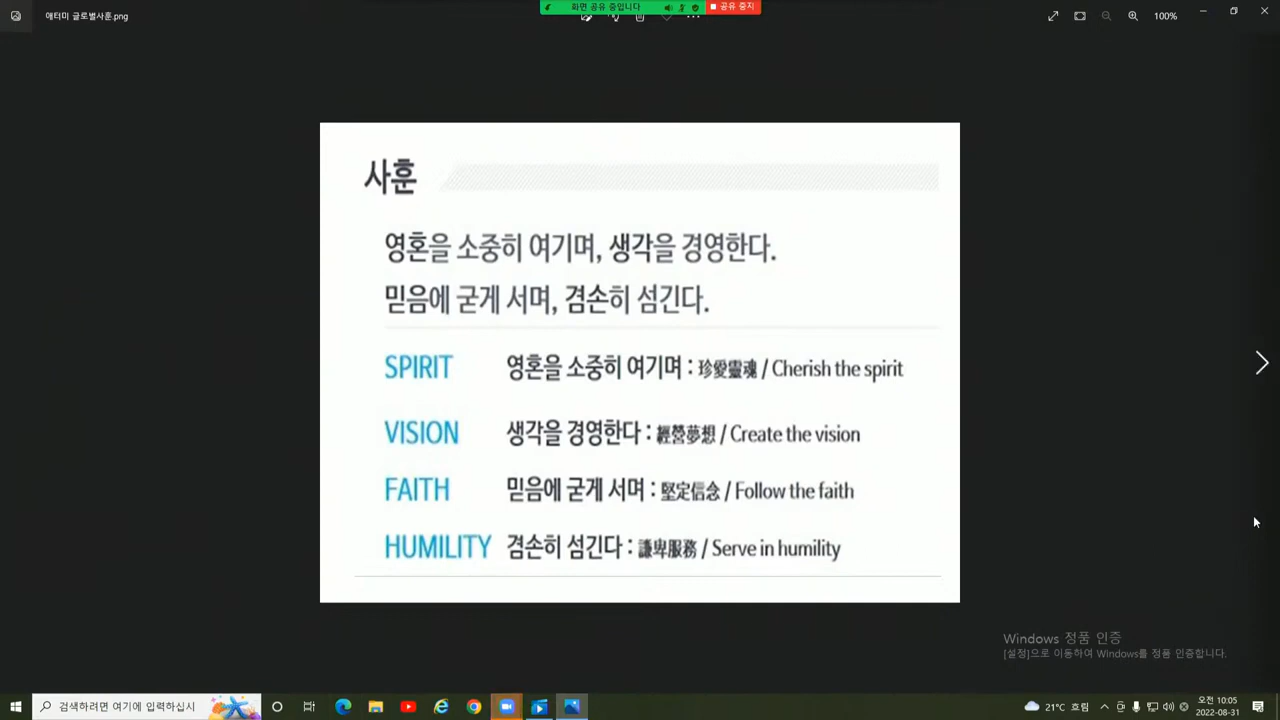 애터미 글로벌사훈.png
화면 공유 중입니다
공유 중지
100%
사훈
영혼을 소중히 여기며, 생각을 경영한다.
믿음에 굳게 서며, 겸손히 섬긴다.
SPIRIT 영혼을 소중히 여기며 : 珍愛靈魂 / Cherish the spirit
VISION 생각을 경영한다 : 經營夢想 / Create the vision
FAITH 믿음에 굳게 서며 : 堅定信念 / Follow the faith
HUMILITY 겸손히 섬긴다 : 謙卑服務 / Serve in humility
Windows 정품 인증
[설정]으로 이동하여 Windows를 정품 인증합니다.
검색하려면 여기에 입력하십시
21°C 흐림
오전 10:05
2022-08-31